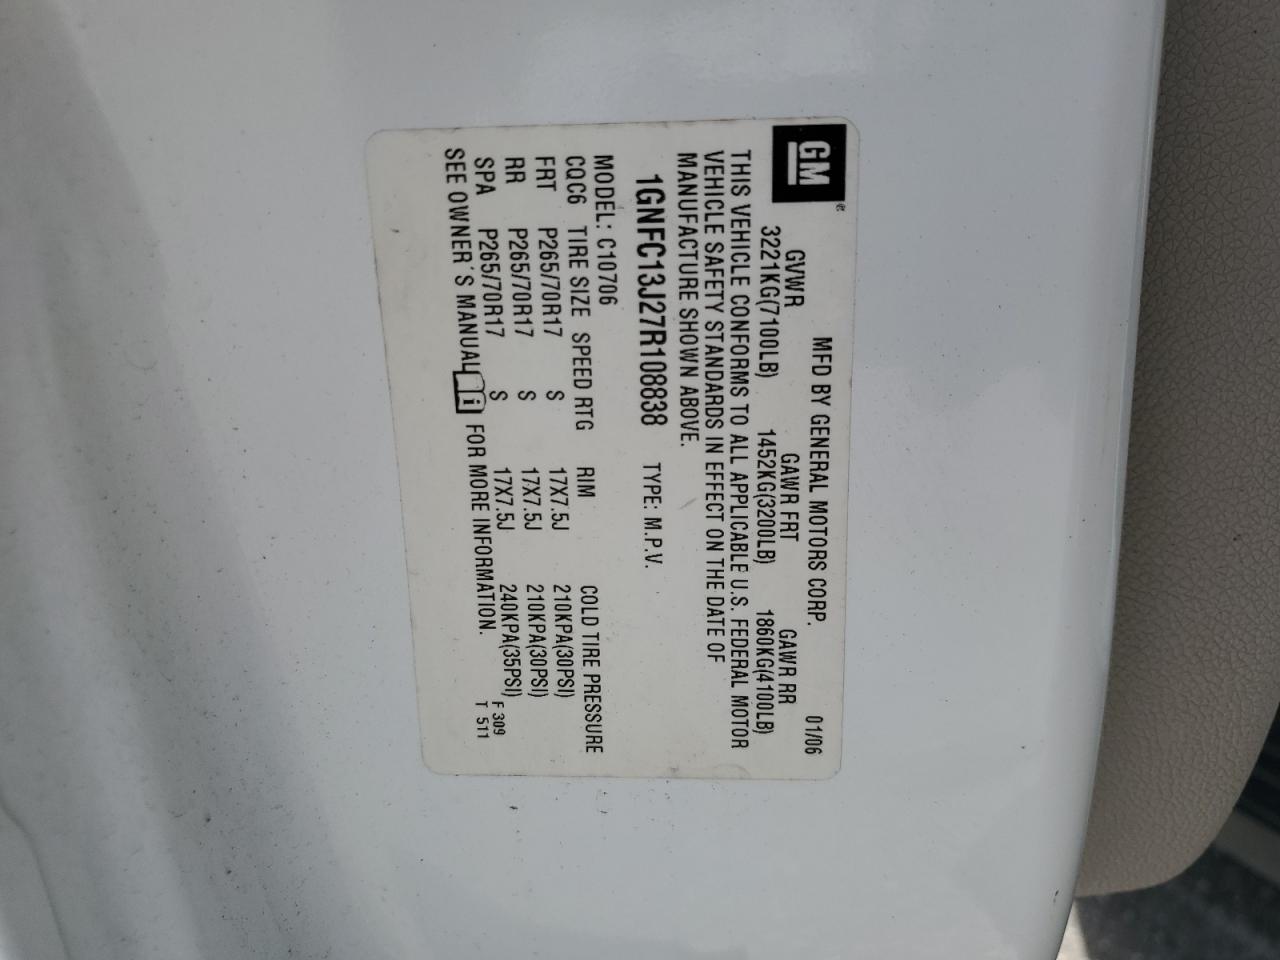 GM
MFD BY GENERAL MOTORS CORP. 01/06
GVWR GAWR FRT GAWR RR
3221KG(7100LB) 1452KG(3200LB) 1860KG(4100LB)
THIS VEHICLE CONFORMS TO ALL APPLICABLE U.S. FEDERAL MOTOR
VEHICLE SAFETY STANDARDS IN EFFECT ON THE DATE OF
MANUFACTURE SHOWN ABOVE.
1GNFC13J27R108838 TYPE: M.P.V.
MODEL: C10706
CQC6 TIRE SIZE SPEED RTG RIM COLD TIRE PRESSURE
FRT P265/70R17 S 17X7.5J 210KPA(30PSI)
RR P265/70R17 S 17X7.5J 210KPA(30PSI)
SPA P265/70R17 S 17X7.5J 240KPA(35PSI) F 309
SEE OWNER'S MANUAL i FOR MORE INFORMATION. T 511